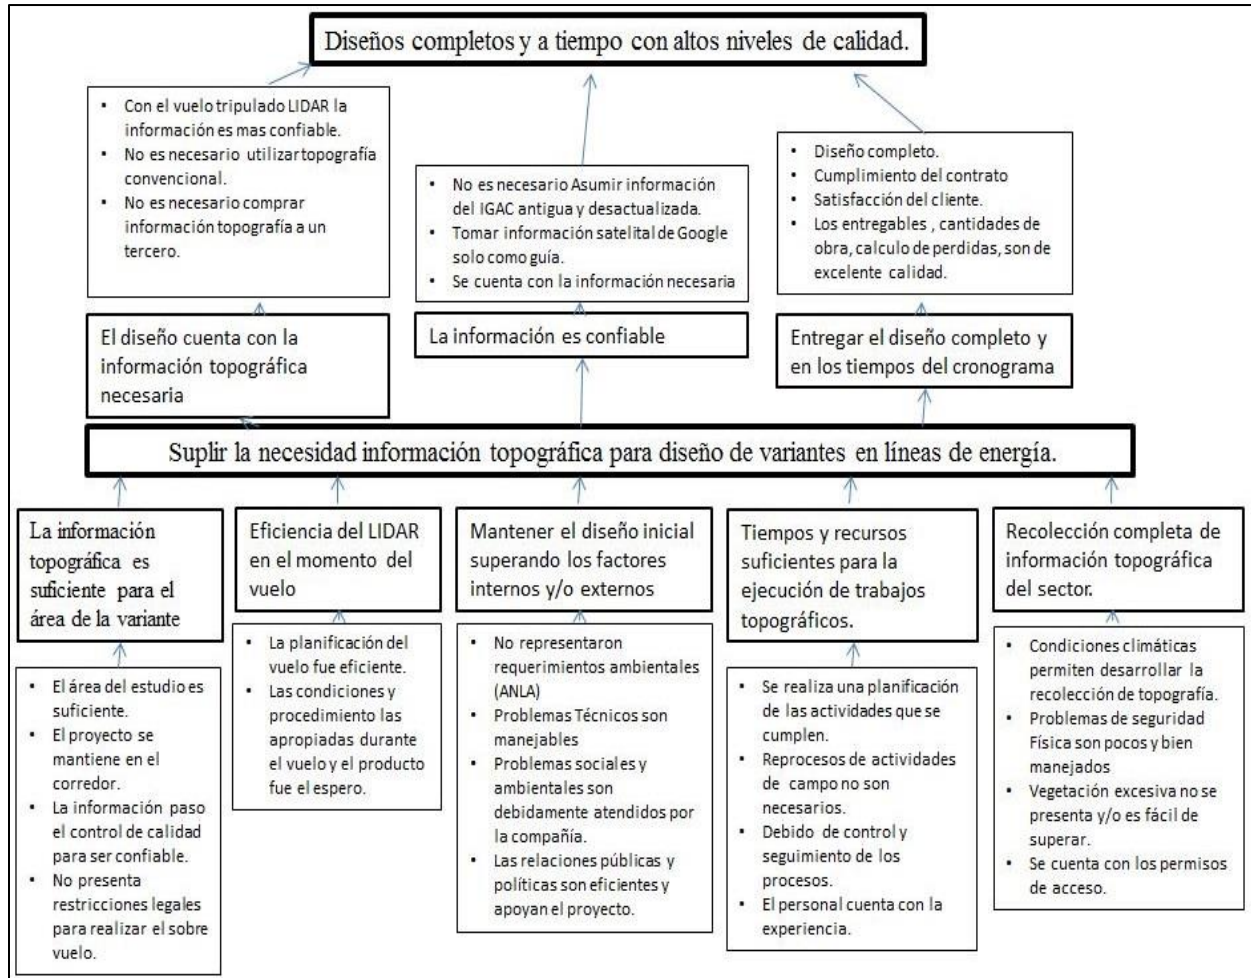 Diseños completos y a tiempo con altos niveles de calidad.
• Con el vuelo tripulado LIDAR la
información es mas confiable.
• No es necesario utilizar topografía
convencional.
• No es necesario comprar
información topografía a un
tercero.
• No es necesario Asumir información
del IGAC antigua y desactualizada.
• Tomar información satelital de Google
solo como guía.
• Se cuenta con la información necesaria
• Diseño completo.
• Cumplimiento del contrato
• Satisfacción del cliente.
• Los entregables , cantidades de
obra, calculo de perdidas, son de
excelente calidad.
El diseño cuenta con la
información topográfica
necesaria
La información es confiable
Entregar el diseño completo y
en los tiempos del cronograma
Suplir la necesidad información topográfica para diseño de variantes en líneas de energía.
La información
topográfica es
suficiente para el
área de la variante
Eficiencia del LIDAR
en el momento del
vuelo
Mantener el diseño inicial
superando los factores
internos y/o externos
Tiempos y recursos
suficientes para la
ejecución de trabajos
topográficos.
Recolección completa de
información topográfica
del sector.
• El área del estudio es
suficiente.
• El proyecto se
mantiene en el
corredor.
• La información paso
el control de calidad
para ser confiable.
• No presenta
restricciones legales
para realizar el sobre
vuelo.
• La planificación del
vuelo fue eficiente.
• Las condiciones y
procedimiento las
apropiadas durante
el vuelo y el producto
fue el espero.
• No representaron
requerimientos ambientales
(ANLA)
• Problemas Técnicos son
manejables
• Problemas sociales y
ambientales son
debidamente atendidos por
la compañía.
• Las relaciones públicas y
políticas son eficientes y
apoyan el proyecto.
• Se realiza una planificación
de las actividades que se
cumplen.
• Reprocesos de actividades
de campo no son
necesarios.
• Debido de control y
seguimiento de los
procesos.
• El personal cuenta con la
experiencia.
• Condiciones climáticas
permiten desarrollar la
recolección de topografía.
• Problemas de seguridad
Física son pocos y bien
manejados
• Vegetación excesiva no se
presenta y/o es fácil de
superar.
• Se cuenta con los permisos
de acceso.